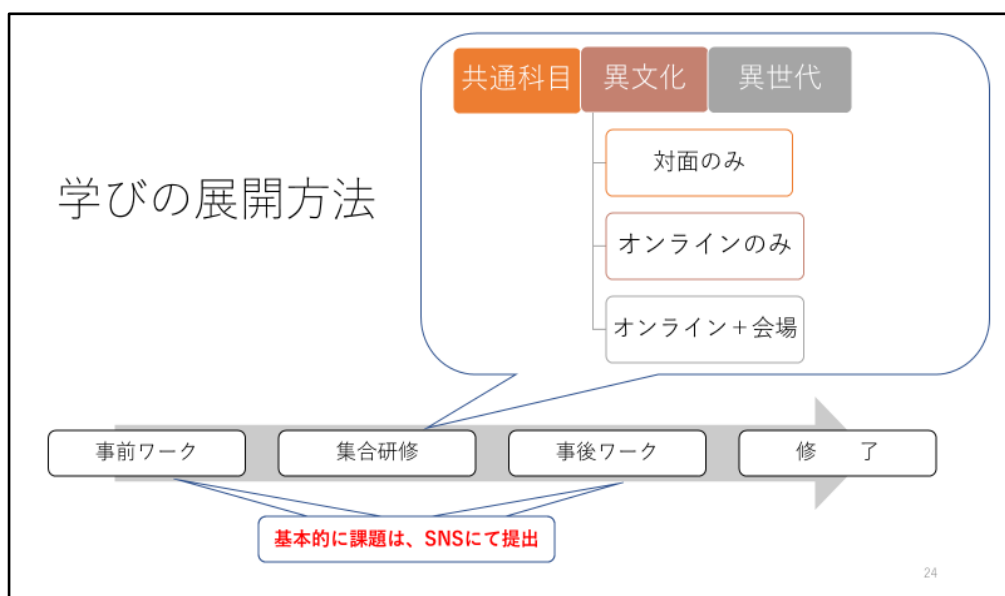 共通科目 異文化 異世代
対面のみ
学びの展開方法
オンラインのみ
オンライン＋会場
事前ワーク 集合研修 事後ワーク 修　了
基本的に課題は、SNSにて提出
24